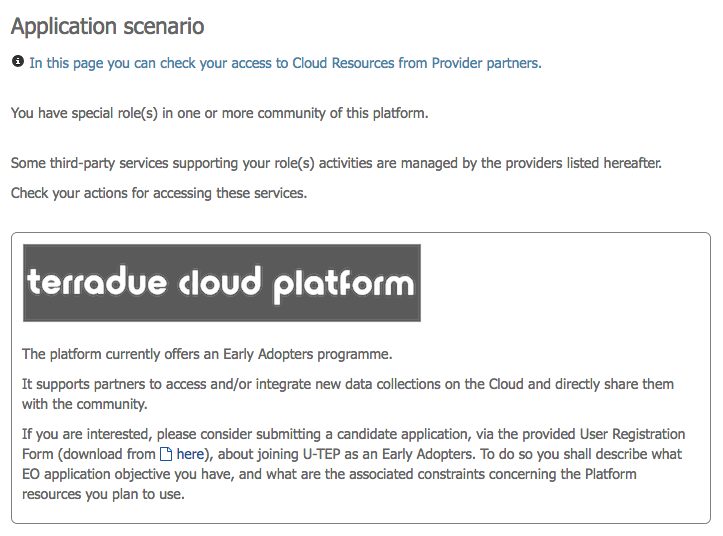 Application scenario
In this page you can check your access to Cloud Resources from Provider partners.
You have special role(s) in one or more community of this platform.
Some third-party services supporting your role(s) activities are managed by the providers listed hereafter.
Check your actions for accessing these services.
terradue cloud platform
The platform currently offers an Early Adopters programme.
It supports partners to access and/or integrate new data collections on the Cloud and directly share them
with the community.
If you are interested, please consider submitting a candidate application, via the provided User Registration
Form (download from here), about joining U-TEP as an Early Adopters. To do so you shall describe what
EO application objective you have, and what are the associated constraints concerning the Platform
resources you plan to use.